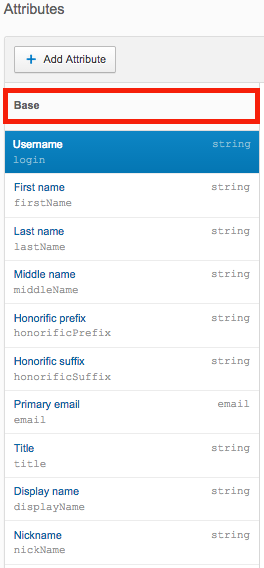 Attributes
+ Add Attribute
Base
Username string
login
First name string
firstName
Last name string
lastName
Middle name string
middleName
Honorific prefix string
honorificPrefix
Honorific suffix string
honorificSuffix
Primary email email
email
Title string
title
Display name string
displayName
Nickname string
nickName